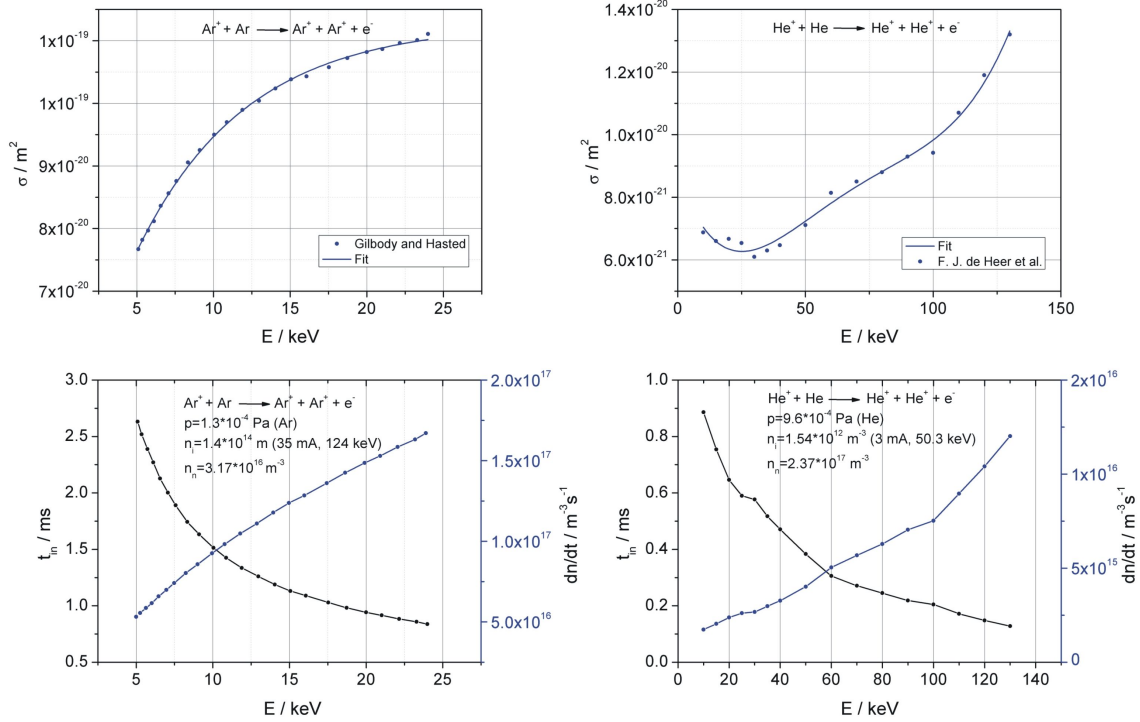 Ar⁺ + Ar ⟶ Ar⁺ + Ar⁺ + e⁻
1x10⁻¹⁹
1x10⁻¹⁹
9x10⁻²⁰
8x10⁻²⁰
7x10⁻²⁰
σ / m²
Gilbody and Hasted
Fit
5 10 15 20 25
E / keV
He⁺ + He ⟶ He⁺ + He⁺ + e⁻
1.4x10⁻²⁰
1.2x10⁻²⁰
1.0x10⁻²⁰
8.0x10⁻²¹
6.0x10⁻²¹
σ / m²
Fit
F. J. de Heer et al.
0 50 100 150
E / keV
Ar⁺ + Ar ⟶ Ar⁺ + Ar⁺ + e⁻
p=1.3*10⁻⁴ Pa (Ar)
nᵢ=1.4*10¹⁴ m (35 mA, 124 keV)
nₙ=3.17*10¹⁶ m⁻³
3.0
2.5
2.0
1.5
1.0
0.5
tᵢₙ / ms
2.0x10¹⁷
1.5x10¹⁷
1.0x10¹⁷
5.0x10¹⁶
dn/dt / m⁻³s⁻¹
5 10 15 20 25
E / keV
He⁺ + He ⟶ He⁺ + He⁺ + e⁻
p=9.6*10⁻⁴ Pa (He)
nᵢ=1.54*10¹² m⁻³ (3 mA, 50.3 keV)
nₙ=2.37*10¹⁷ m⁻³
1.0
0.8
0.6
0.4
0.2
0.0
tᵢₙ / ms
2x10¹⁶
1x10¹⁶
5x10¹⁵
0
dn/dt / m⁻³s⁻¹
0 20 40 60 80 100 120 140
E / keV